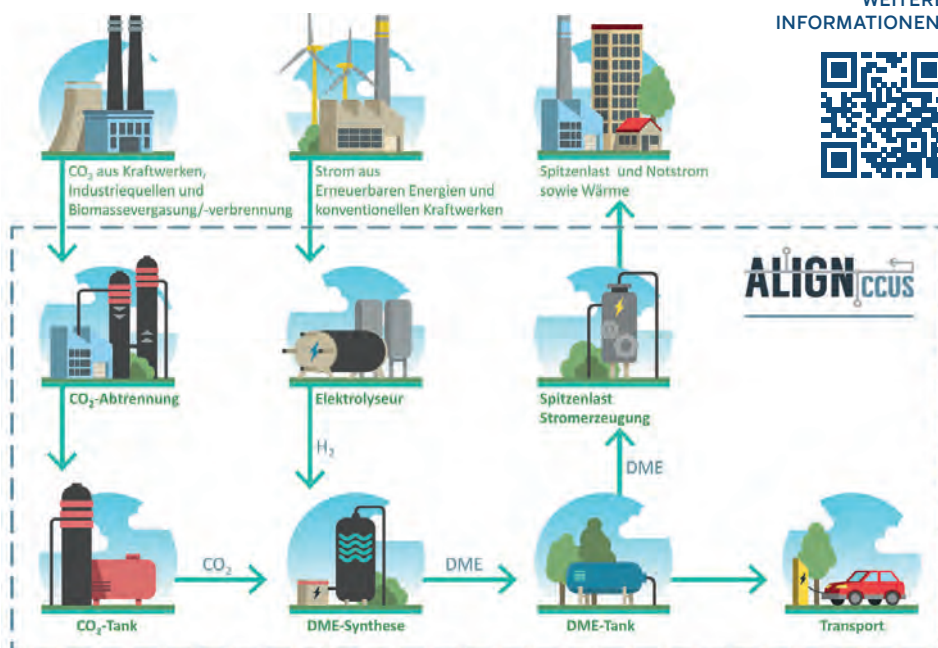 WEITERE
INFORMATIONEN
CO₂ aus Kraftwerken,
Industriequellen und
Biomassevergasung/-verbrennung
Strom aus
Erneuerbaren Energien und
konventionellen Kraftwerken
Spitzenlast und Notstrom
sowie Wärme
ALIGN CCUS
CO₂-Abtrennung
Elektrolyseur
Spitzenlast
Stromerzeugung
H₂
DME
CO₂
DME
CO₂-Tank
DME-Synthese
DME-Tank
Transport